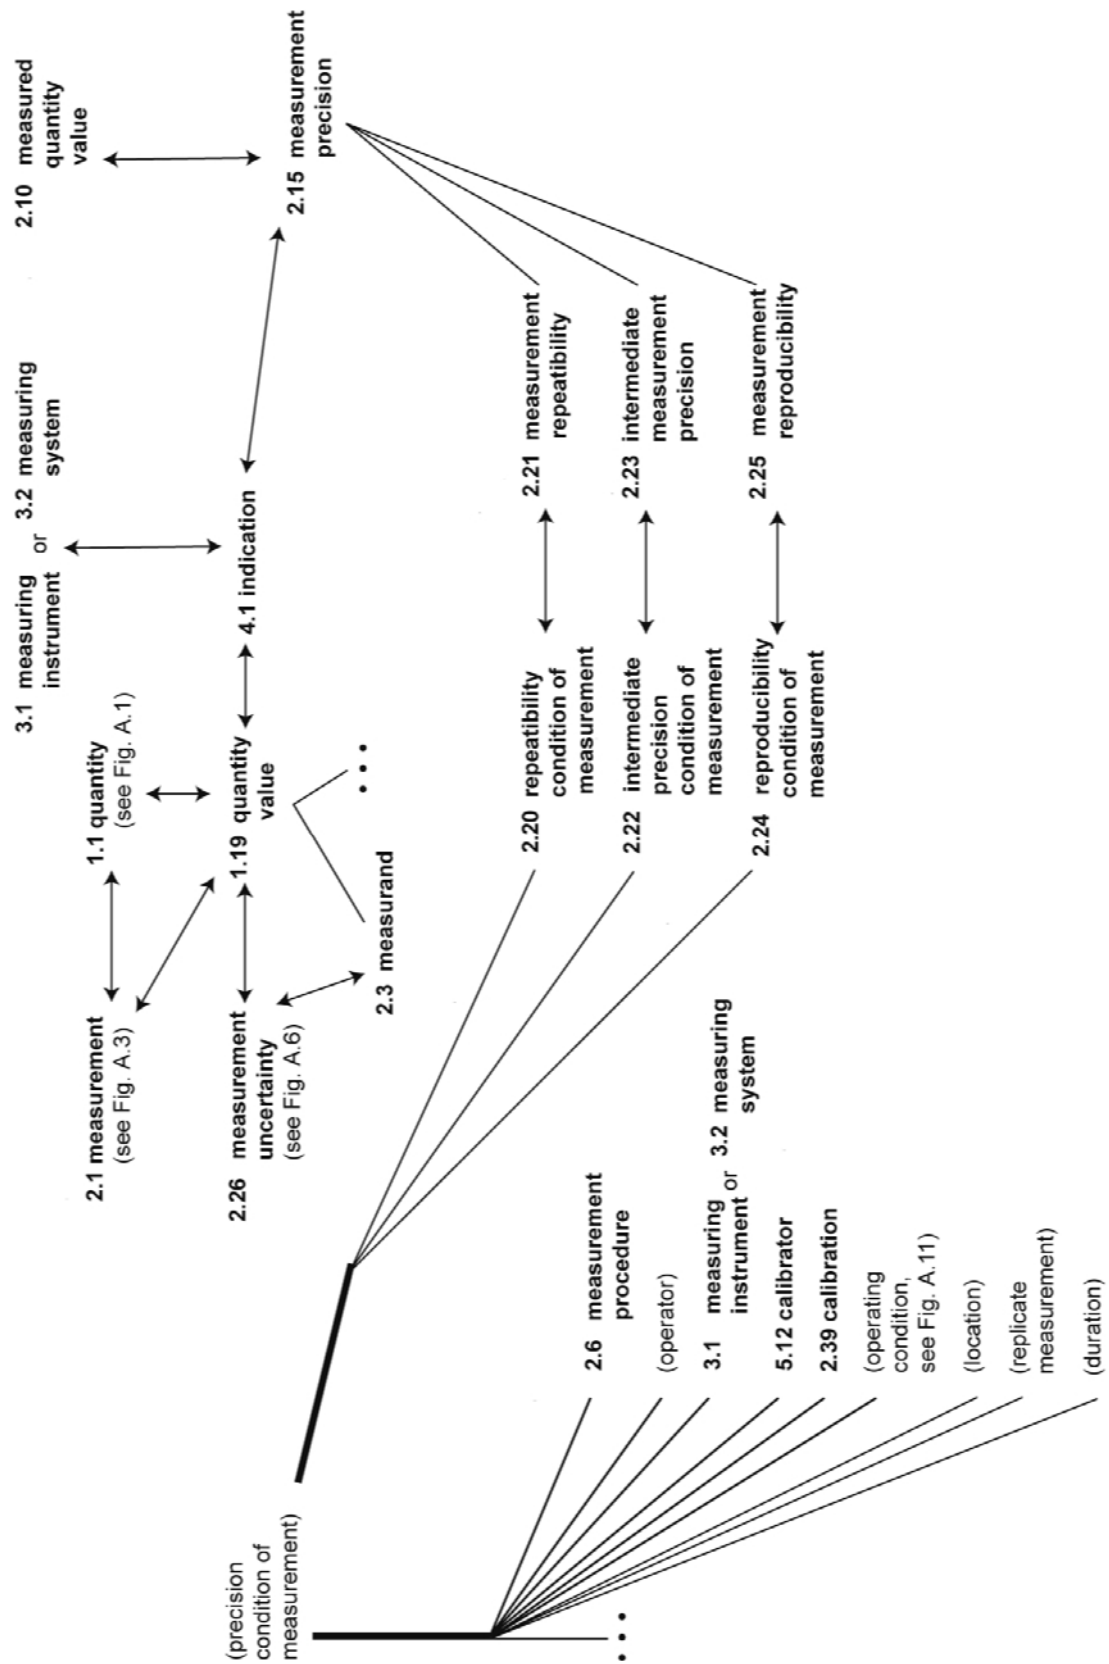 2.10 measured
quantity
value
3.1 measuring
instrument
or
3.2 measuring
system
2.1 measurement
(see Fig. A.3)
1.1 quantity
(see Fig. A.1)
2.26 measurement
uncertainty
(see Fig. A.6)
1.19 quantity
value
4.1 indication
2.15 measurement
precision
2.3 measurand
...
(precision
condition of
measurement)
2.20 repeatibility
condition of
measurement
2.21 measurement
repeatibility
2.22 intermediate
precision
condition of
measurement
2.23 intermediate
measurement
precision
2.24 reproducibility
condition of
measurement
2.25 measurement
reproducibility
2.6 measurement
procedure
(operator)
3.1 measuring
instrument
or
3.2 measuring
system
5.12 calibrator
2.39 calibration
(operating
condition,
see Fig. A.11)
(location)
(replicate
measurement)
(duration)
...